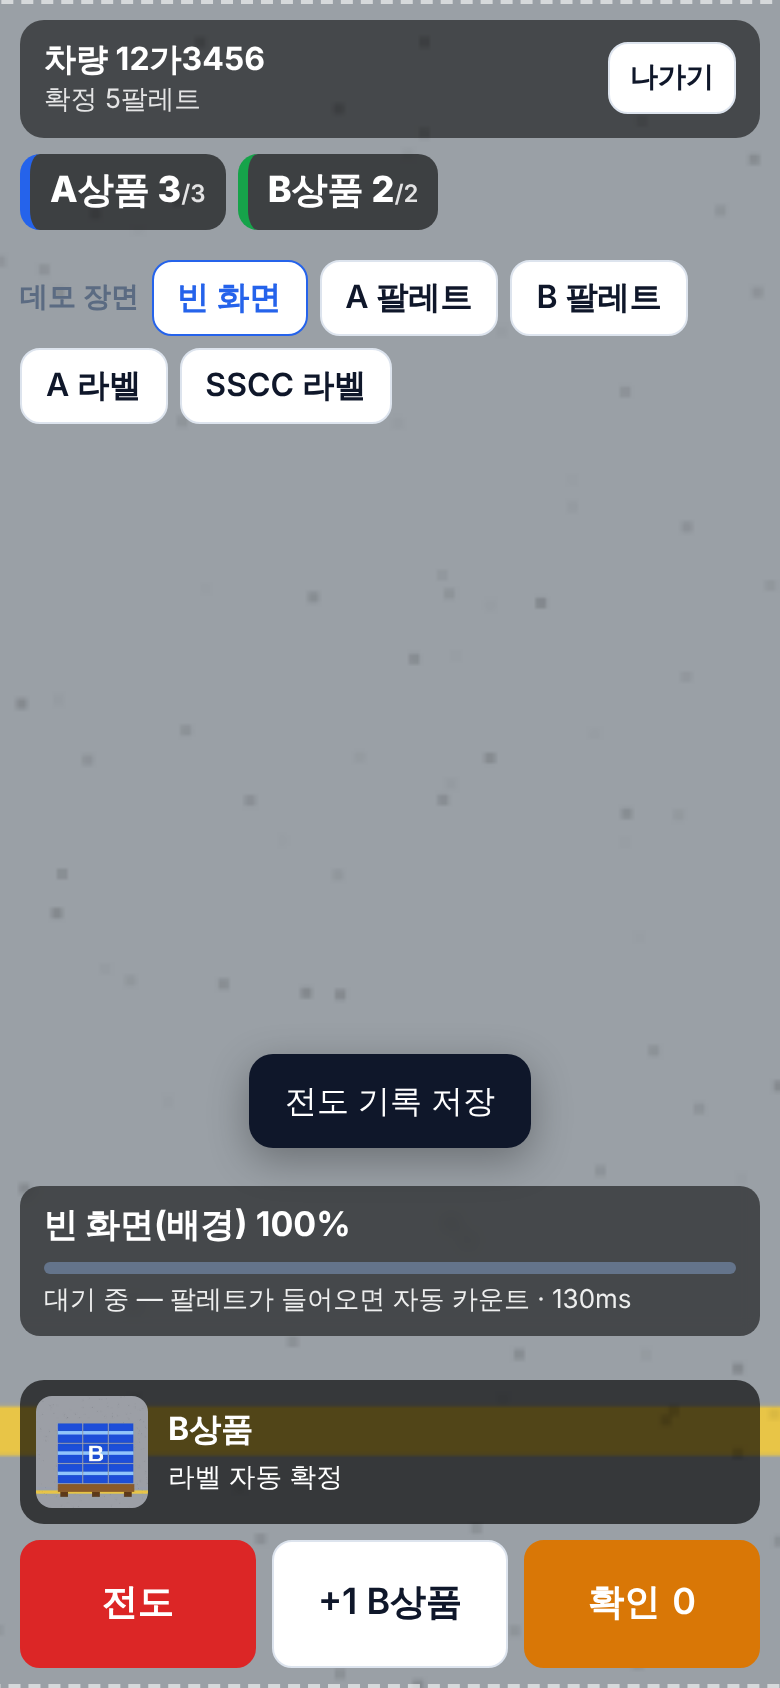 차량 12가3456
확정 5팔레트
나가기
A상품 3/3
B상품 2/2
데모 장면
빈 화면
A 팔레트
B 팔레트
A 라벨
SSCC 라벨
전도 기록 저장
빈 화면(배경) 100%
대기 중 — 팔레트가 들어오면 자동 카운트 · 130ms
B
B상품
라벨 자동 확정
전도
+1 B상품
확인 0